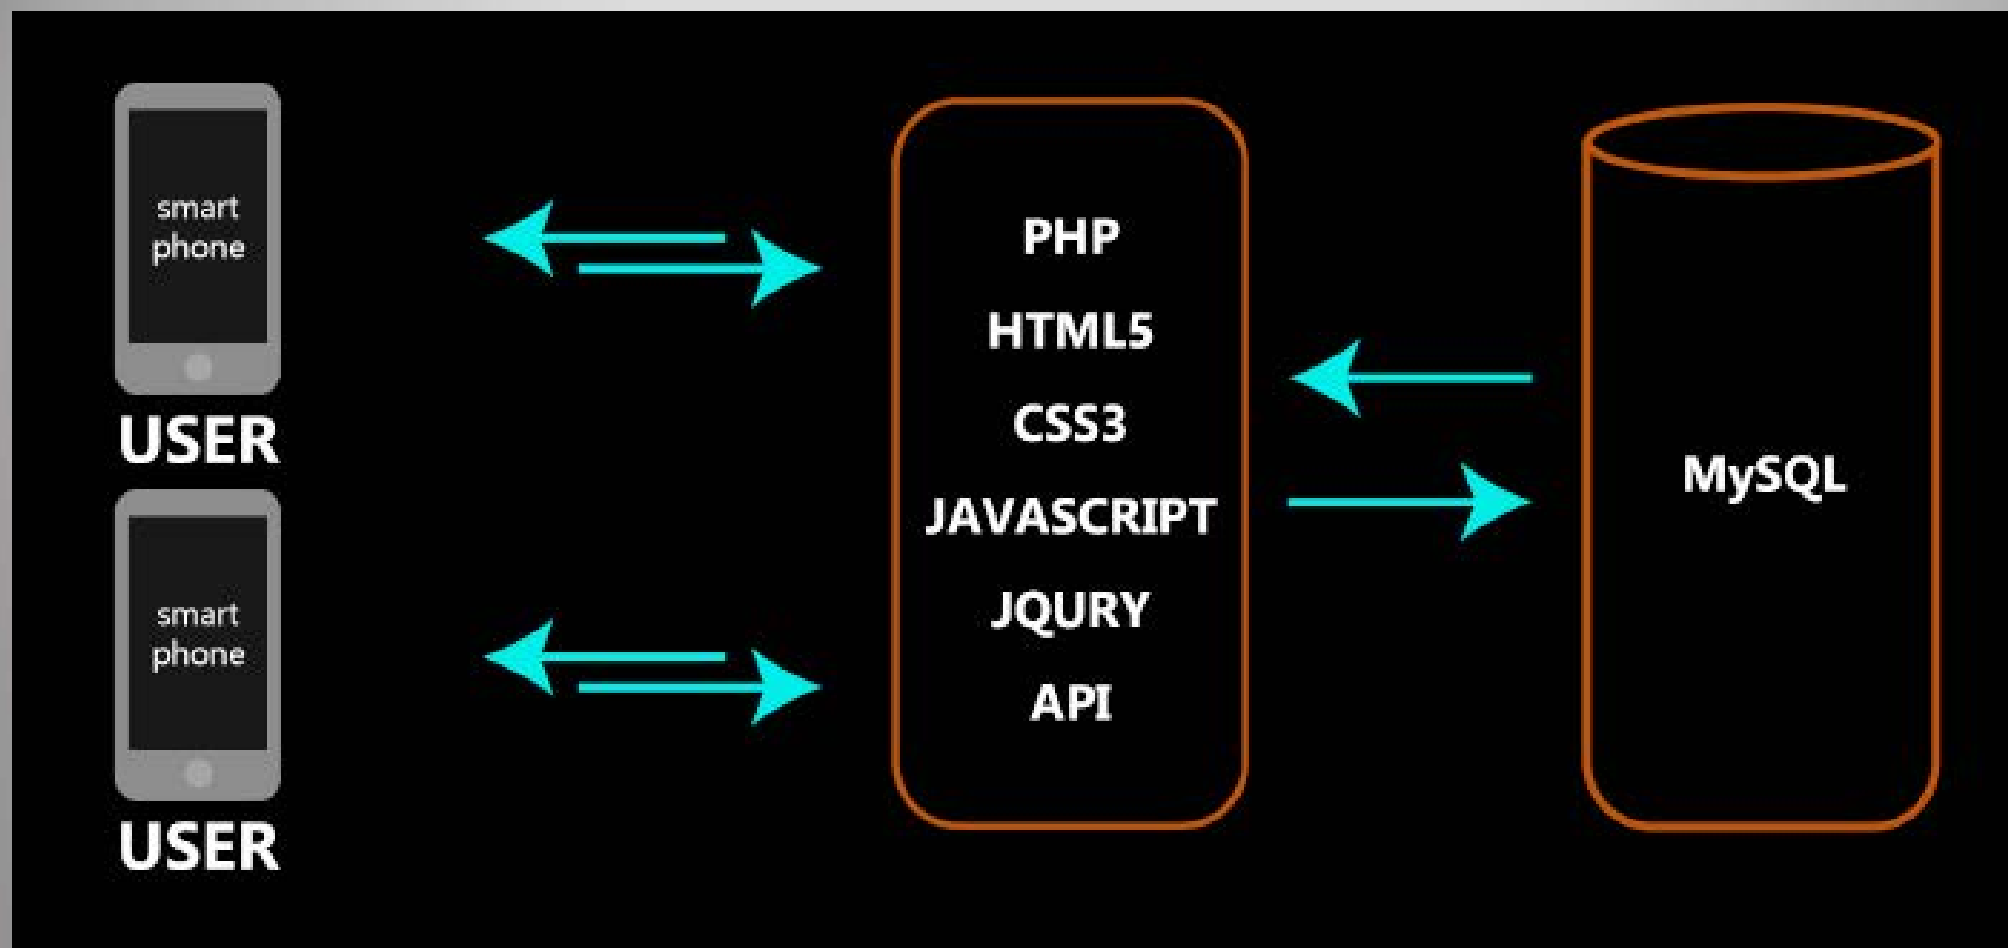 smart
phone
USER
smart
phone
USER
PHP
HTML5
CSS3
JAVASCRIPT
JQURY
API
MySQL